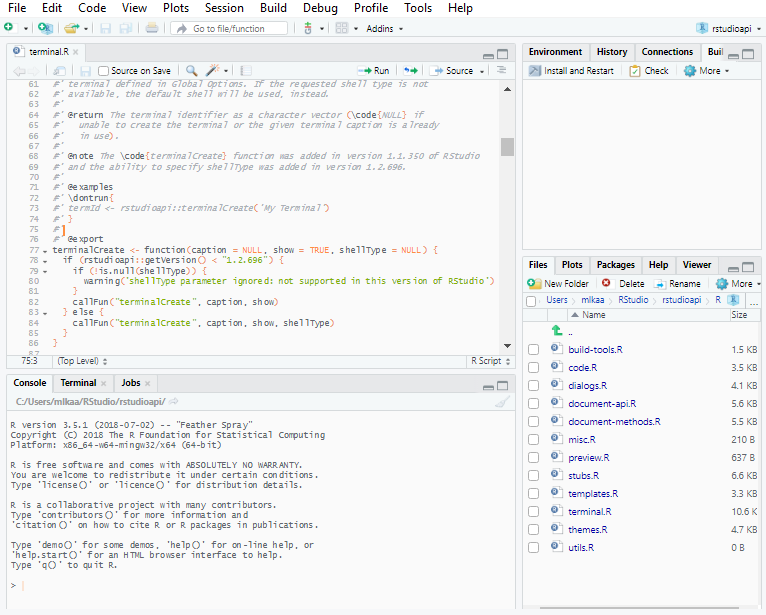 File Edit Code View Plots Session Build Debug Profile Tools Help
Go to file/function Addins rstudioapi
terminal.R
Source on Save Run Source
61 #' terminal defined in Global Options. If the requested shell type is not
62 #' available, the default shell will be used, instead.
63 #'
64 #' @return The terminal identifier as a character vector (\code{NULL} if
65 #' unable to create the terminal or the given terminal caption is already
66 #' in use).
67 #'
68 #' @note The \code{terminalCreate} function was added in version 1.1.350 of RStudio
69 #' and the ability to specify shellType was added in version 1.2.696.
70 #'
71 #' @examples
72 #' \dontrun{
73 #' termId <- rstudioapi::terminalCreate('My Terminal')
74 #' }
75 #'
76 #' @export
77 terminalCreate <- function(caption = NULL, show = TRUE, shellType = NULL) {
78 if (rstudioapi::getVersion() < "1.2.696") {
79 if (!is.null(shellType)) {
80 warning("shellType parameter ignored; not supported in this version of RStudio")
81 }
82 callFun("terminalCreate", caption, show)
83 } else {
84 callFun("terminalCreate", caption, show, shellType)
85 }
86 }
87
75:3 (Top Level) R Script
Console Terminal Jobs
C:/Users/mlkaa/RStudio/rstudioapi/
R version 3.5.1 (2018-07-02) -- "Feather Spray"
Copyright (C) 2018 The R Foundation for Statistical Computing
Platform: x86_64-w64-mingw32/x64 (64-bit)
R is free software and comes with ABSOLUTELY NO WARRANTY.
You are welcome to redistribute it under certain conditions.
Type 'license()' or 'licence()' for distribution details.
R is a collaborative project with many contributors.
Type 'contributors()' for more information and
'citation()' on how to cite R or R packages in publications.
Type 'demo()' for some demos, 'help()' for on-line help, or
'help.start()' for an HTML browser interface to help.
Type 'q()' to quit R.
>
Environment History Connections Buil
Install and Restart Check More
Files Plots Packages Help Viewer
New Folder Delete Rename More
Users mlkaa RStudio rstudioapi R ...
Name Size
..
build-tools.R 1.5 KB
code.R 3.5 KB
dialogs.R 4.1 KB
document-api.R 5.6 KB
document-methods.R 5.5 KB
misc.R 210 B
preview.R 637 B
stubs.R 6.6 KB
templates.R 3.3 KB
terminal.R 10.6 K
themes.R 4.7 KB
utils.R 0 B